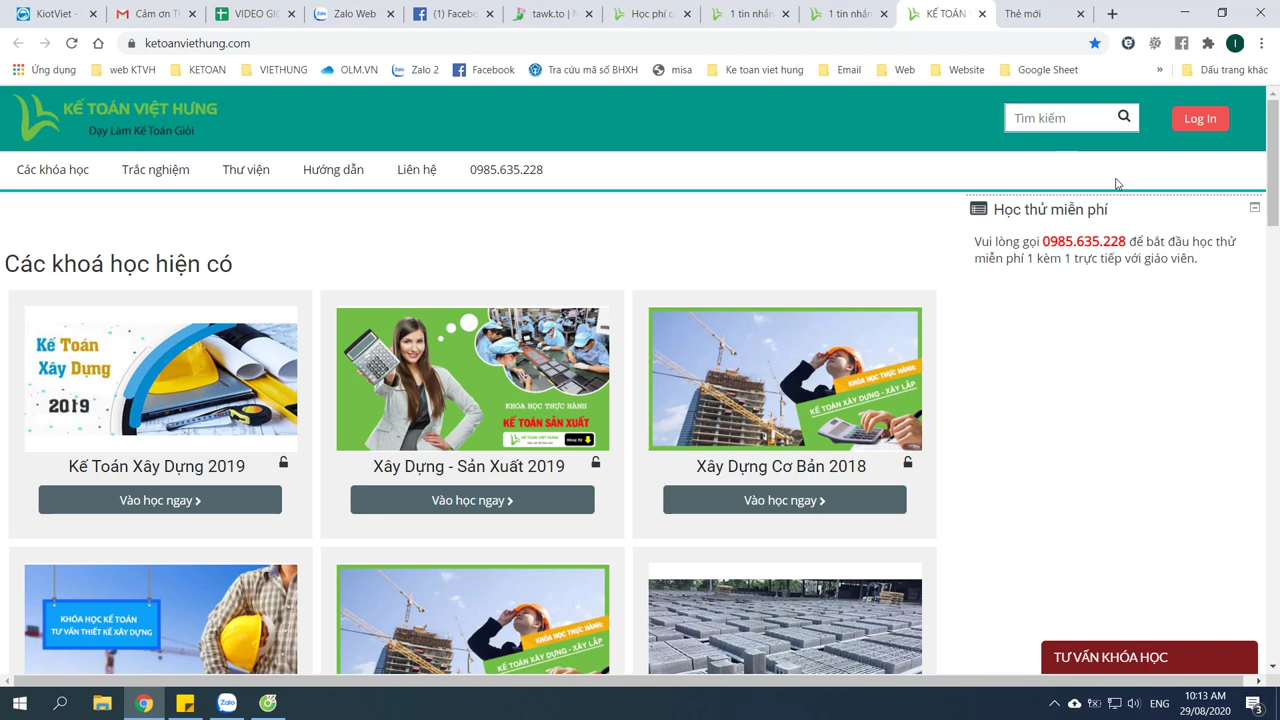 KiotViet -
Cảm ơn T
VIDEO GI
Zalo Web
(1) Faceb
tawk.to |
Học phí c
1 tin nhắn
1 tin nhắn
KẾ TOÁN
Thẻ mới
ketoanviethung.com
Ứng dụng
web KTVH
KETOAN
VIETHUNG
OLM.VN
Zalo 2
Facebook
Tra cứu mã số BHXH
misa
Ke toan viet hung
Email
Web
Website
Google Sheet
»
Dấu trang khác
KẾ TOÁN VIỆT HƯNG
Dạy Làm Kế Toán Giỏi
Tìm kiếm
Log In
Các khóa học
Trắc nghiệm
Thư viện
Hướng dẫn
Liên hệ
0985.635.228
Học thử miễn phí
Vui lòng gọi 0985.635.228 để bắt đầu học thử
miễn phí 1 kèm 1 trực tiếp với giáo viên.
Các khoá học hiện có
Kế Toán
Xây Dựng
2019
KHÓA HỌC THỰC HÀNH
KẾ TOÁN SẢN XUẤT
KẾ TOÁN VIỆT HƯNG
KHÓA HỌC THỰC HÀNH:
KẾ TOÁN XÂY DỰNG - XÂY LẮP
Kế Toán Xây Dựng 2019
Xây Dựng - Sản Xuất 2019
Xây Dựng Cơ Bản 2018
Vào học ngay
Vào học ngay
Vào học ngay
KHÓA HỌC KẾ TOÁN
TƯ VẤN THIẾT KẾ XÂY DỰNG
KHÓA HỌC THỰC HÀNH:
KẾ TOÁN XÂY DỰNG - XÂY LẮP
TƯ VẤN KHÓA HỌC
Zalo
ENG
10:13 AM
29/08/2020
3